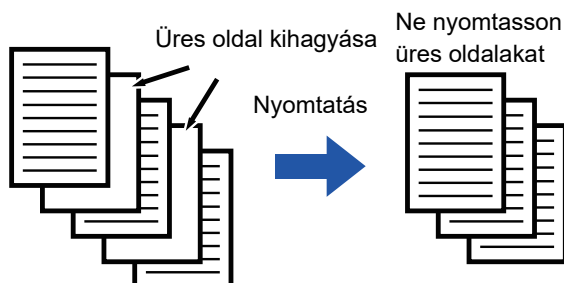 Üres oldal kihagyása
Nyomtatás
Ne nyomtasson
üres oldalakat